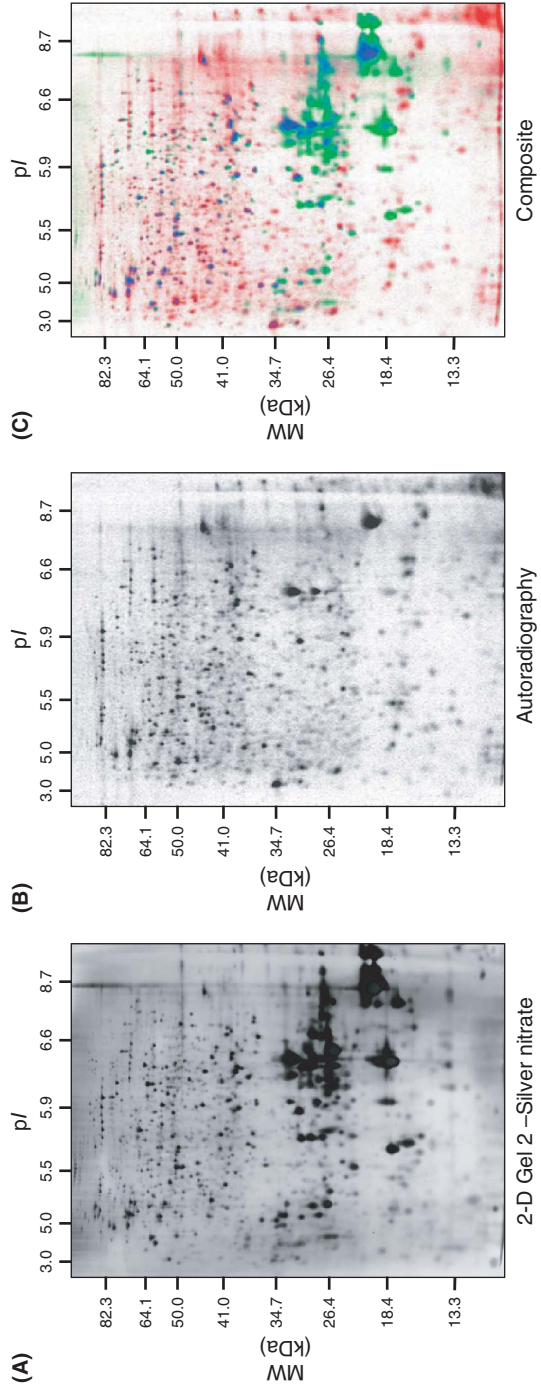 (A)
pI
3.0 5.0 5.5 5.9 6.6 8.7
MW
(kDa)
82.3
64.1
50.0
41.0
34.7
26.4
18.4
13.3
2-D Gel 2 –Silver nitrate
(B)
pI
3.0 5.0 5.5 5.9 6.6 8.7
MW
(kDa)
82.3
64.1
50.0
41.0
34.7
26.4
18.4
13.3
Autoradiography
(C)
pI
3.0 5.0 5.5 5.9 6.6 8.7
MW
(kDa)
82.3
64.1
50.0
41.0
34.7
26.4
18.4
13.3
Composite